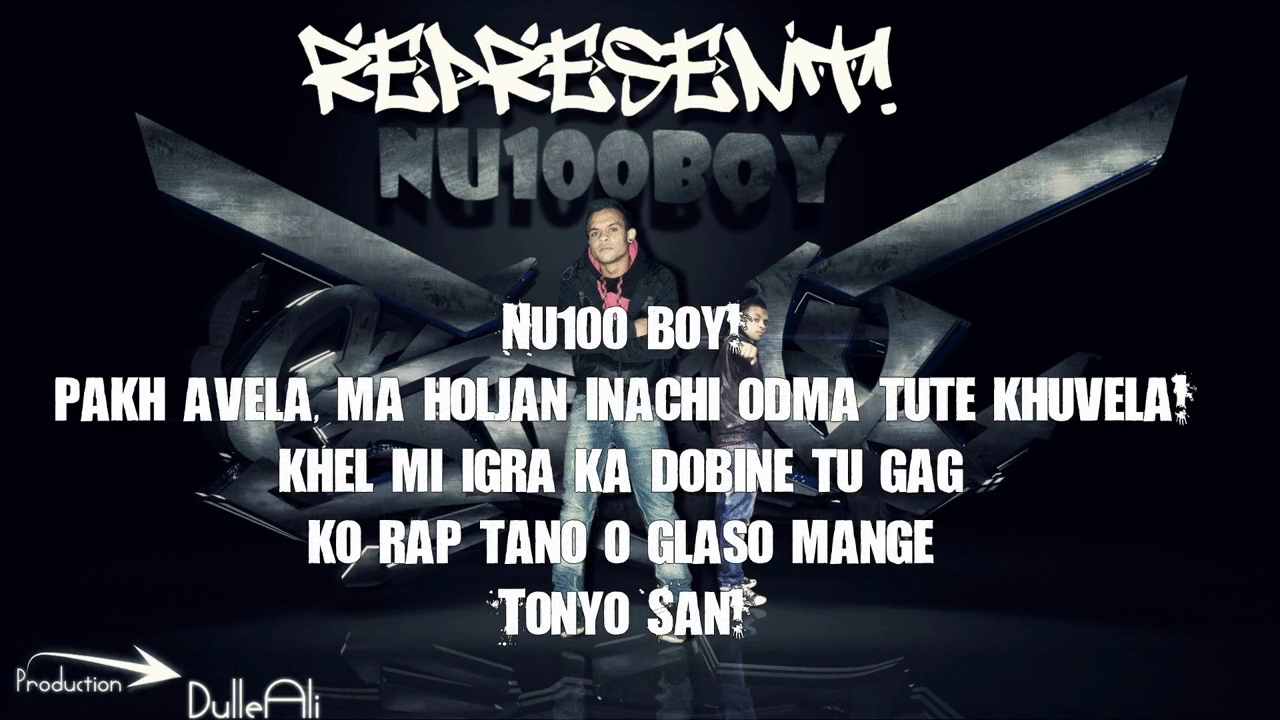 REPRESENT!
NU100BOY
NU100 BOY!
PAKH AVELA, MA HOLJAN INACHI ODMA TUTE KHUVELA!
KHEL MI IGRA KA DOBINE TU GAG
KO RAP TANO O GLASO MANGE
TONYO SAN!
Production
DulleAli